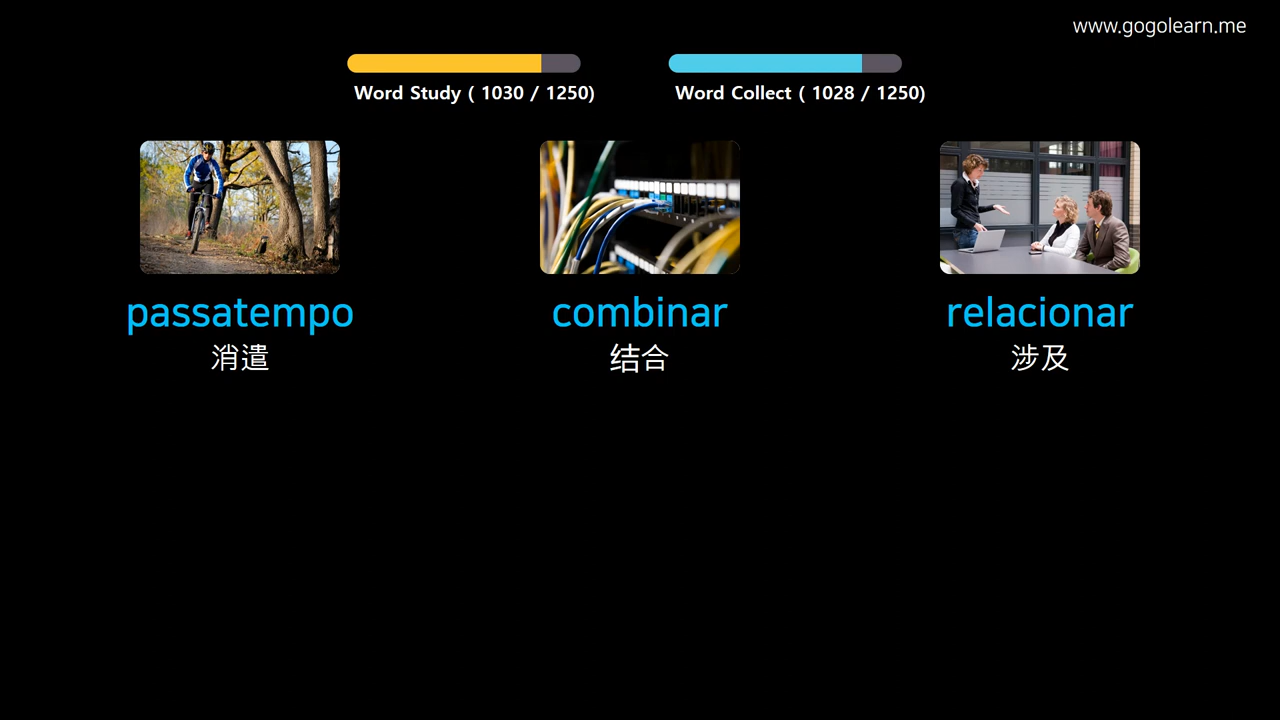 www.gogolearn.me
Word Study ( 1030 / 1250)
Word Collect ( 1028 / 1250)
passatempo
combinar
relacionar
消遣
结合
涉及